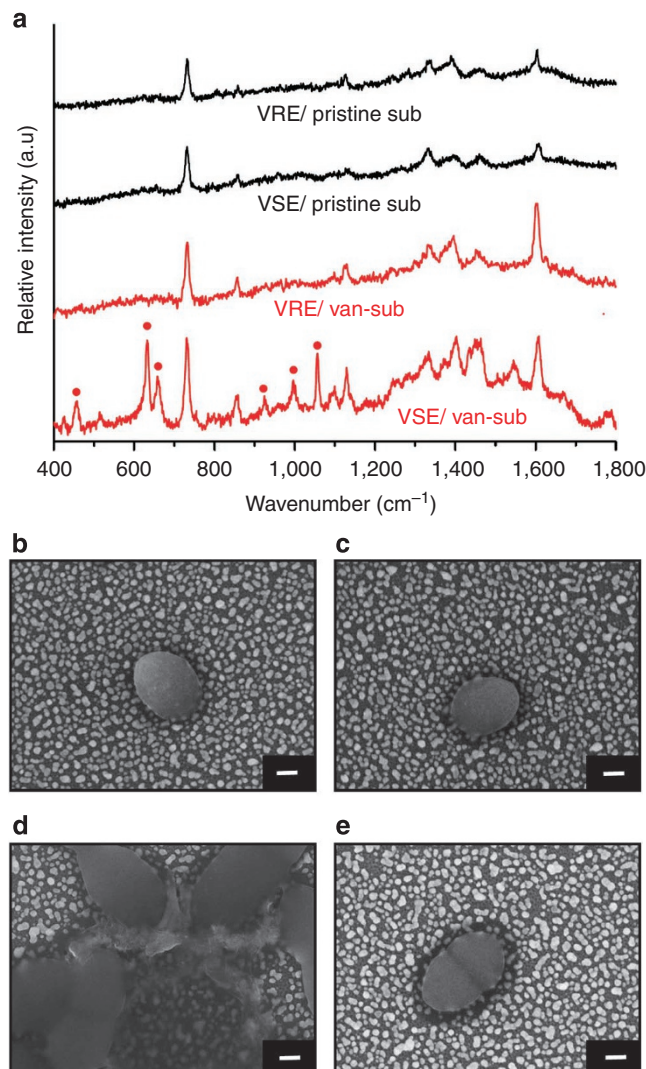 a
Relative intensity (a.u)
VRE/ pristine sub
VSE/ pristine sub
VRE/ van-sub
VSE/ van-sub
400 600 800 1,000 1,200 1,400 1,600 1,800
Wavenumber (cm⁻¹)
b
c
d
e